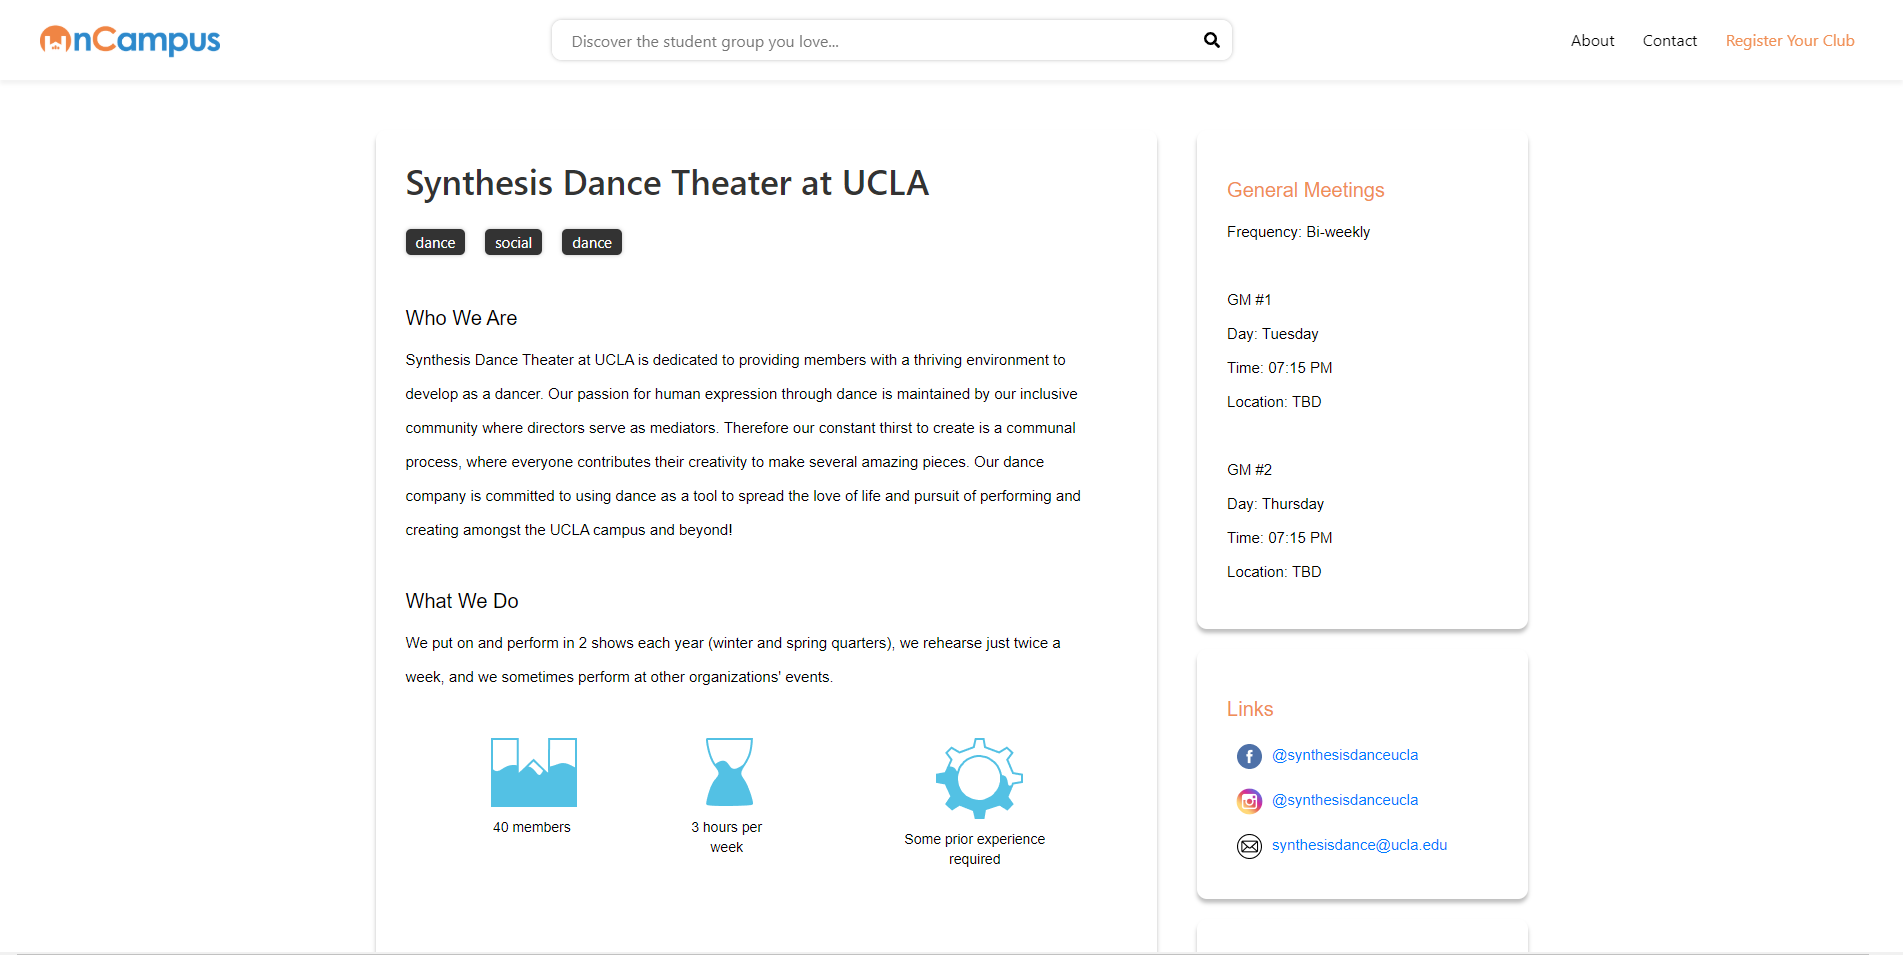 OnCampus
Discover the student group you love...
About
Contact
Register Your Club
Synthesis Dance Theater at UCLA
dance
social
dance
Who We Are
Synthesis Dance Theater at UCLA is dedicated to providing members with a thriving environment to
develop as a dancer. Our passion for human expression through dance is maintained by our inclusive
community where directors serve as mediators. Therefore our constant thirst to create is a communal
process, where everyone contributes their creativity to make several amazing pieces. Our dance
company is committed to using dance as a tool to spread the love of life and pursuit of performing and
creating amongst the UCLA campus and beyond!
What We Do
We put on and perform in 2 shows each year (winter and spring quarters), we rehearse just twice a
week, and we sometimes perform at other organizations' events.
40 members
3 hours per
week
Some prior experience
required
General Meetings
Frequency: Bi-weekly
GM #1
Day: Tuesday
Time: 07:15 PM
Location: TBD
GM #2
Day: Thursday
Time: 07:15 PM
Location: TBD
Links
@synthesisdanceucla
@synthesisdanceucla
synthesisdance@ucla.edu